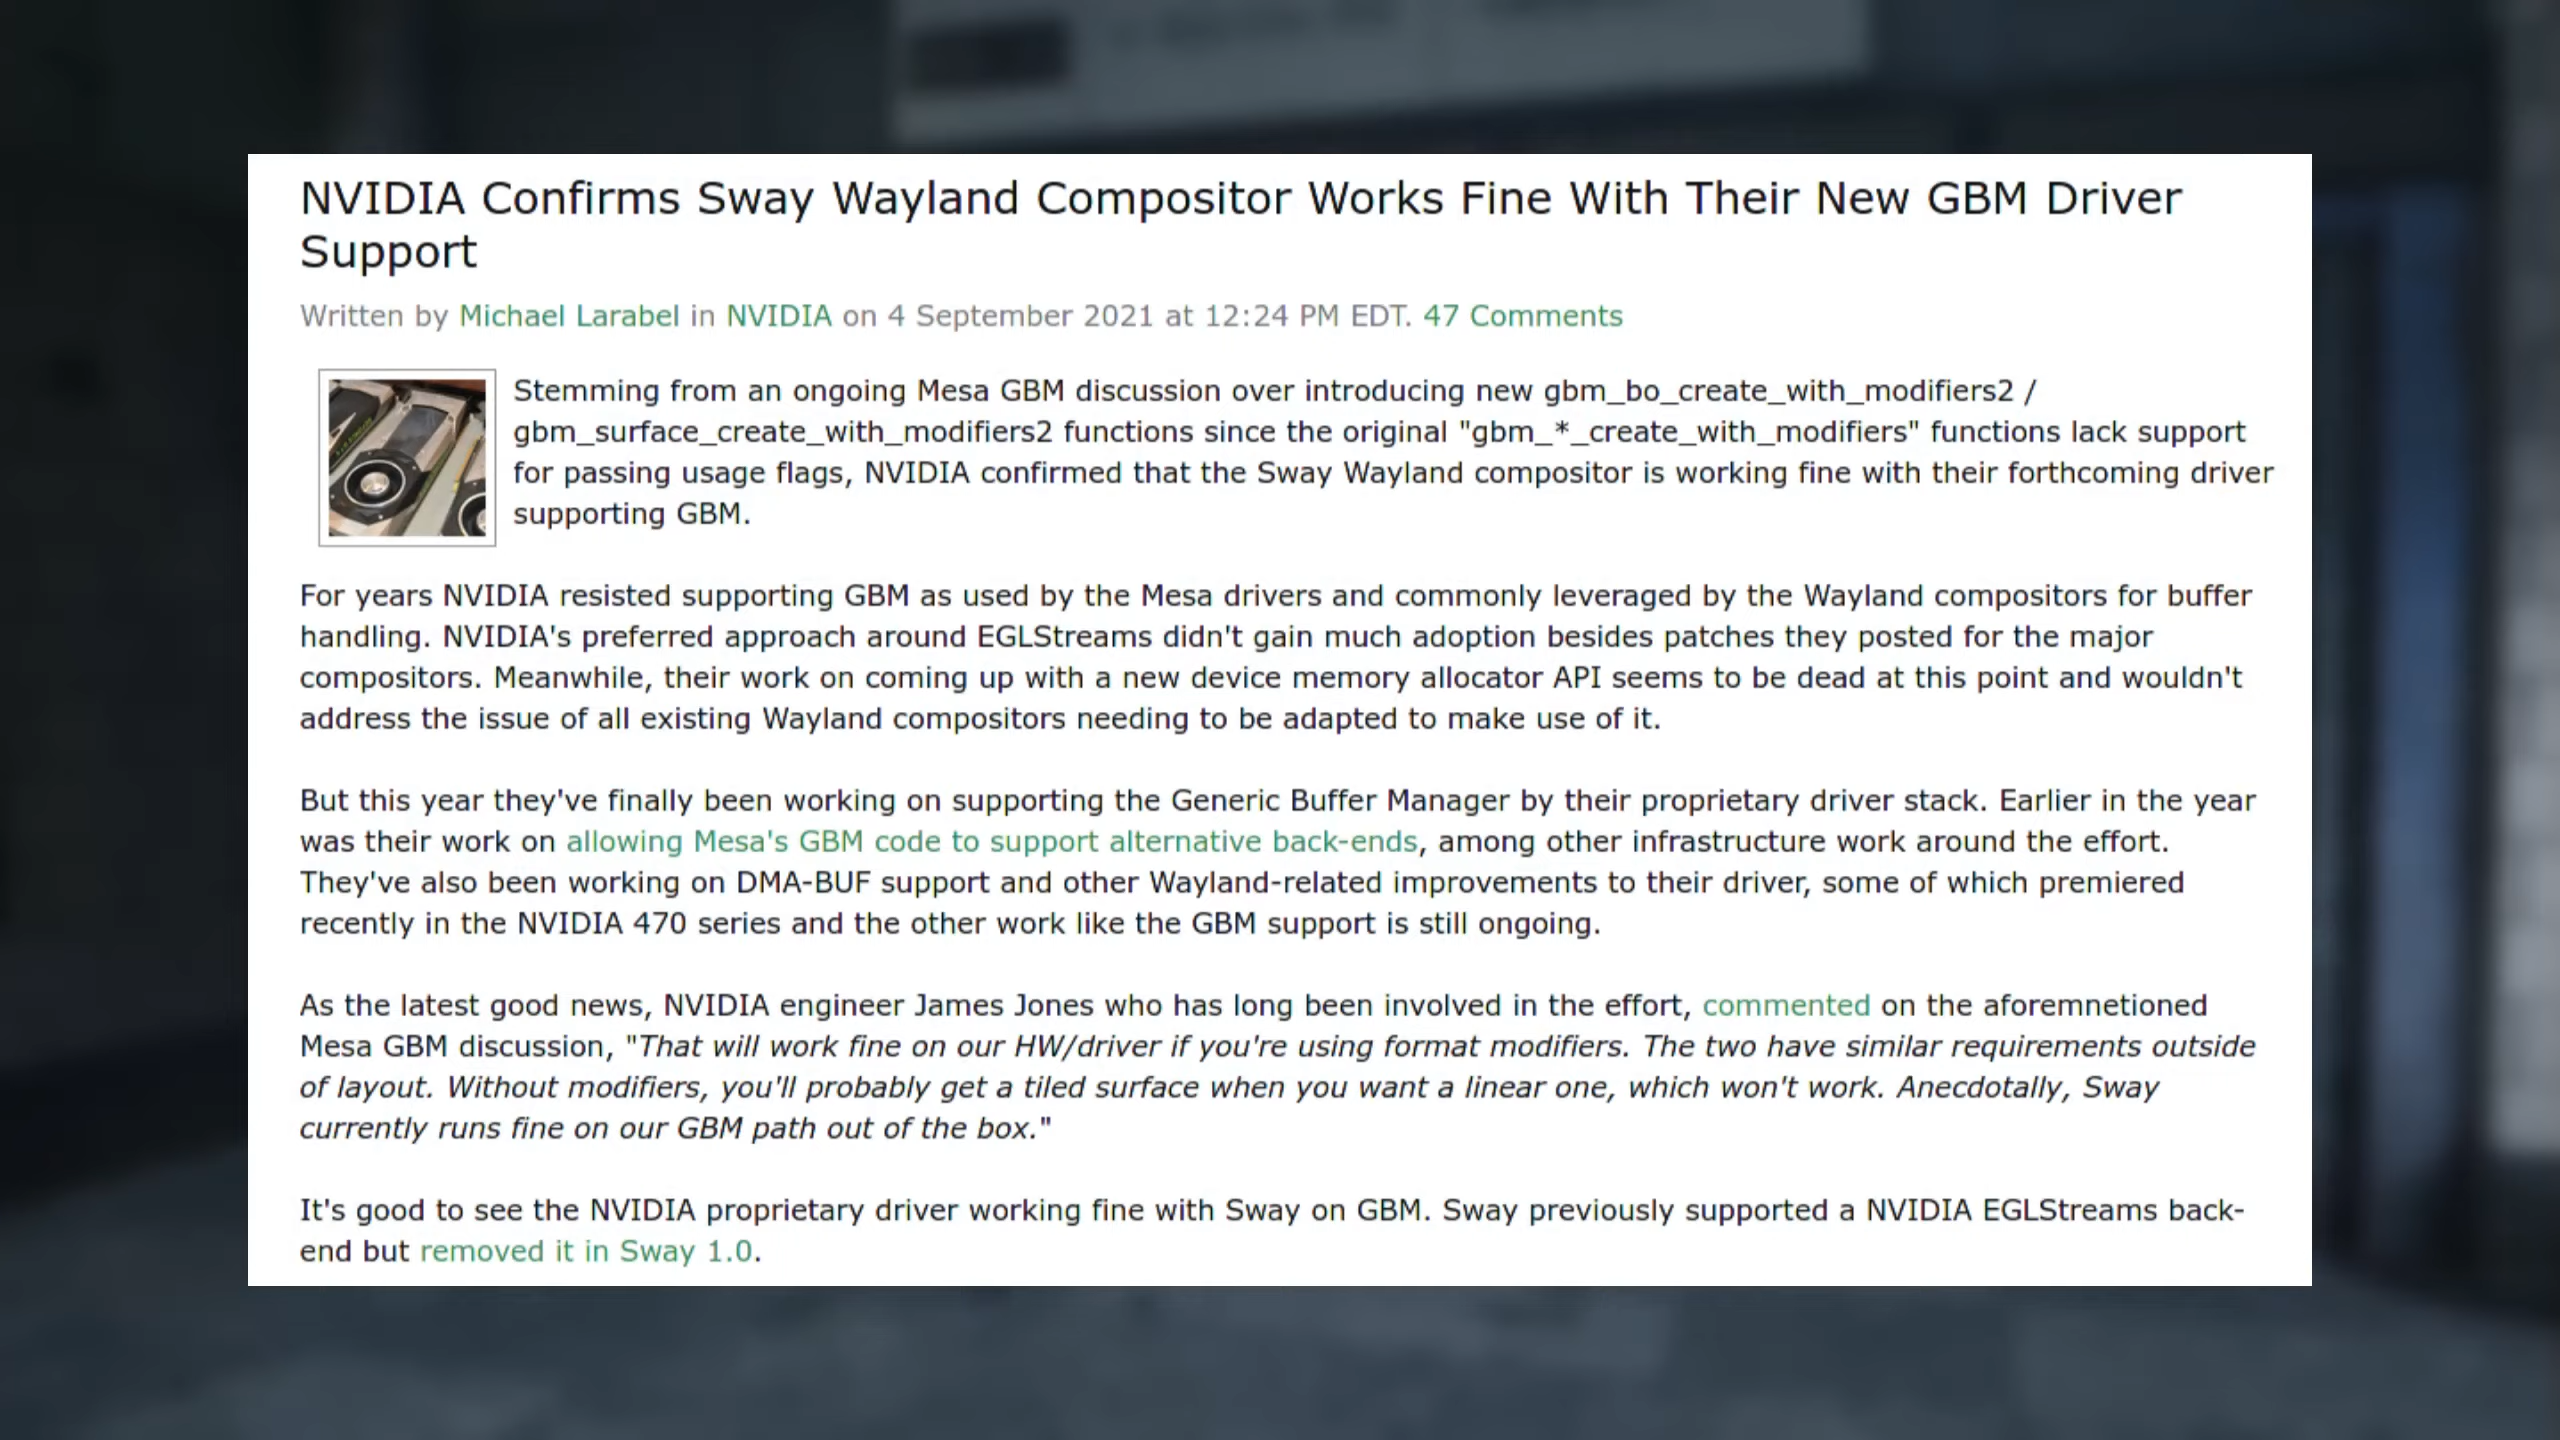 NVIDIA Confirms Sway Wayland Compositor Works Fine With Their New GBM Driver
Support
Written by Michael Larabel in NVIDIA on 4 September 2021 at 12:24 PM EDT. 47 Comments
Stemming from an ongoing Mesa GBM discussion over introducing new gbm_bo_create_with_modifiers2 /
gbm_surface_create_with_modifiers2 functions since the original "gbm_*_create_with_modifiers" functions lack support
for passing usage flags, NVIDIA confirmed that the Sway Wayland compositor is working fine with their forthcoming driver
supporting GBM.
For years NVIDIA resisted supporting GBM as used by the Mesa drivers and commonly leveraged by the Wayland compositors for buffer
handling. NVIDIA's preferred approach around EGLStreams didn't gain much adoption besides patches they posted for the major
compositors. Meanwhile, their work on coming up with a new device memory allocator API seems to be dead at this point and wouldn't
address the issue of all existing Wayland compositors needing to be adapted to make use of it.
But this year they've finally been working on supporting the Generic Buffer Manager by their proprietary driver stack. Earlier in the year
was their work on allowing Mesa's GBM code to support alternative back-ends, among other infrastructure work around the effort.
They've also been working on DMA-BUF support and other Wayland-related improvements to their driver, some of which premiered
recently in the NVIDIA 470 series and the other work like the GBM support is still ongoing.
As the latest good news, NVIDIA engineer James Jones who has long been involved in the effort, commented on the aforemnetioned
Mesa GBM discussion, "That will work fine on our HW/driver if you're using format modifiers. The two have similar requirements outside
of layout. Without modifiers, you'll probably get a tiled surface when you want a linear one, which won't work. Anecdotally, Sway
currently runs fine on our GBM path out of the box."
It's good to see the NVIDIA proprietary driver working fine with Sway on GBM. Sway previously supported a NVIDIA EGLStreams back-
end but removed it in Sway 1.0.